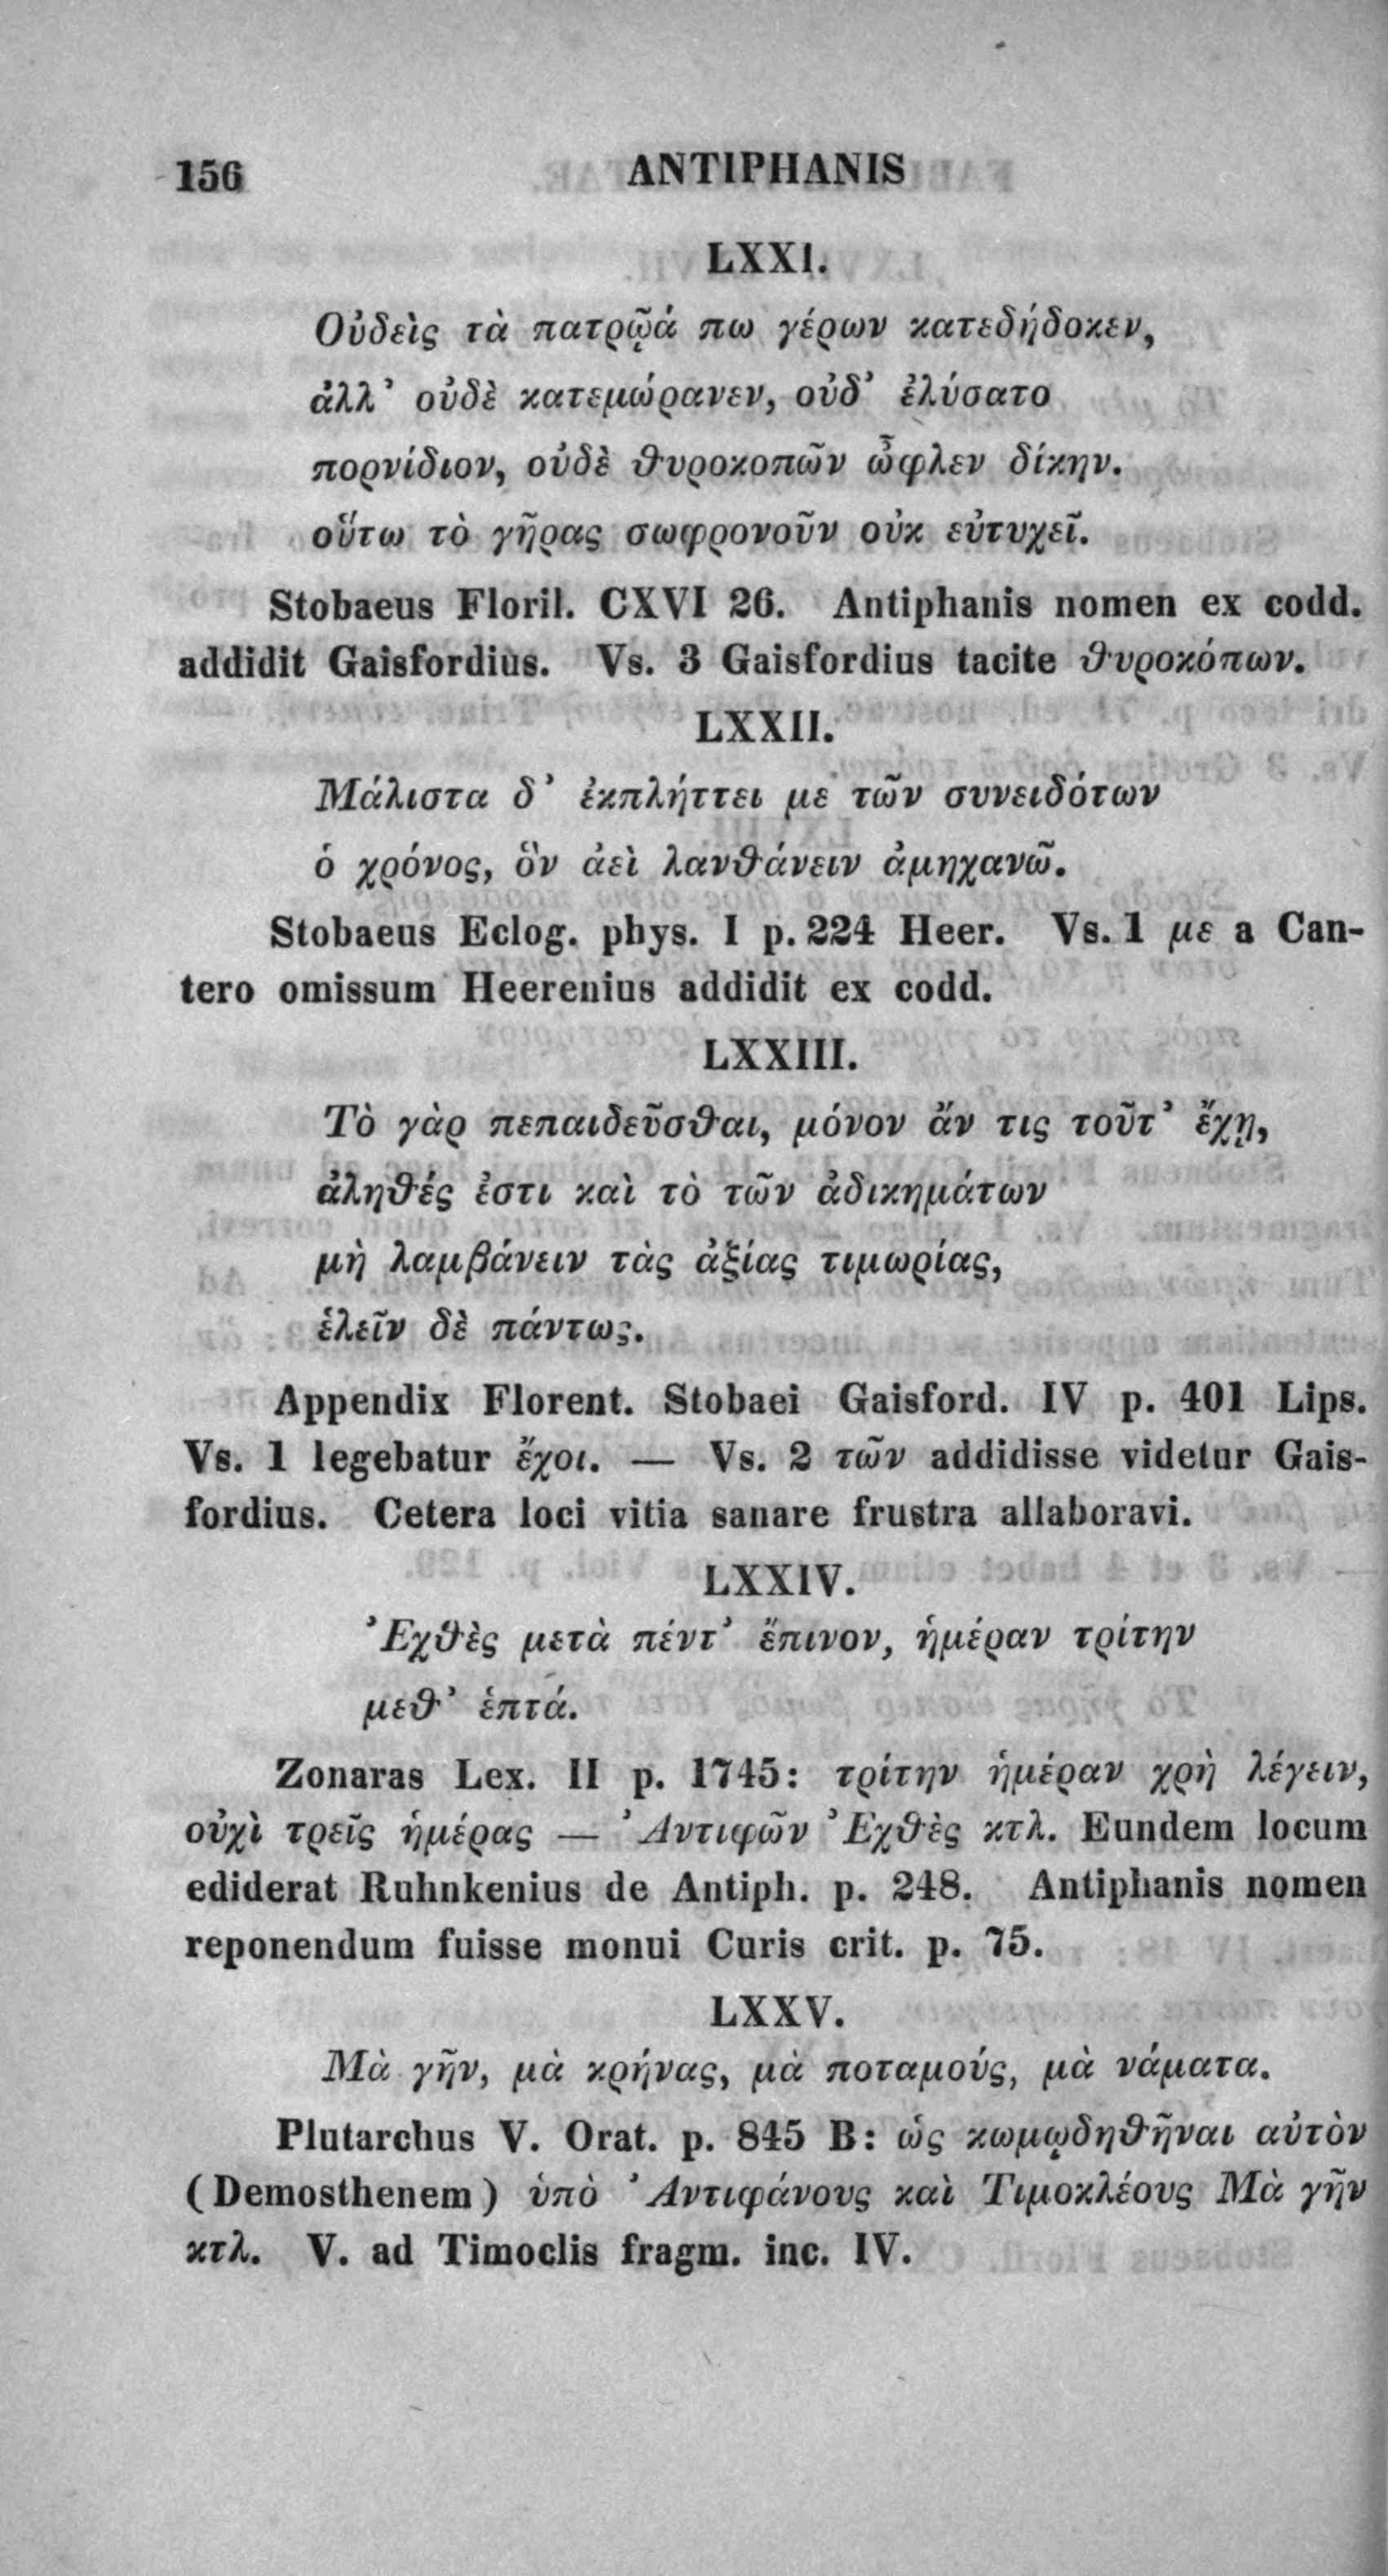 156 ANTIPHANIS
LXXI.
Οὐδεὶς τὰ πατρῷά πω γέρων κατεδήδοκεν,
ἀλλ’ οὐδὲ κατεμώρανεν, οὐδ’ ἐλύσατο
πορνίδιον, οὐδὲ θυροκοπῶν ὦφλεν δίκην.
οὕτω τὸ γῆρας σωφρονοῦν οὐκ εὐτυχεῖ.
Stobaeus Floril. CXVI 26. Antiphanis nomen ex codd.
addidit Gaisfordius. Vs. 3 Gaisfordius tacite θυροκόπων.
LXXII.
Μάλιστα δ’ ἐκπλήττει με τῶν συνειδότων
ὁ χρόνος, ὃν ἀεὶ λανθάνειν ἀμηχανῶ.
Stobaeus Eclog. phys. I p. 224 Heer. Vs. 1 με a Can-
tero omissum Heerenius addidit ex codd.
LXXIII.
Τὸ γὰρ πεπαιδεῦσθαι, μόνον ἄν τις τοῦτ’ ἔχῃ,
ἀληθές ἐστι καὶ τὸ τῶν ἀδικημάτων
μὴ λαμβάνειν τὰς ἀξίας τιμωρίας,
ἑλεῖν δὲ πάντως.
Appendix Florent. Stobaei Gaisford. IV p. 401 Lips.
Vs. 1 legebatur ἔχοι. — Vs. 2 τῶν addidisse videtur Gais-
fordius. Cetera loci vitia sanare frustra allaboravi.
LXXIV.
Ἐχθὲς μετὰ πέντ’ ἔπινον, ἡμέραν τρίτην
μεθ’ ἑπτά.
Zonaras Lex. II p. 1745: τρίτην ἡμέραν χρὴ λέγειν,
οὐχὶ τρεῖς ἡμέρας — Ἀντιφῶν Ἐχθὲς κτλ. Eundem locum
ediderat Ruhnkenius de Antiph. p. 248. Antiphanis nomen
reponendum fuisse monui Curis crit. p. 75.
LXXV.
Μὰ γῆν, μὰ κρήνας, μὰ ποταμούς, μὰ νάματα.
Plutarchus V. Orat. p. 845 B: ὡς κωμῳδηθῆναι αὐτὸν
(Demosthenem) ὑπὸ Ἀντιφάνους καὶ Τιμοκλέους Μὰ γῆν
κτλ. V. ad Timoclis fragm. inc. IV.